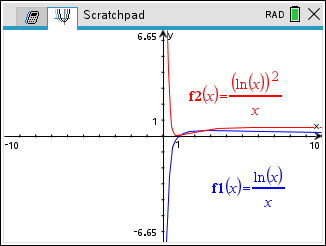 Scratchpad RAD
6.65 y
f2(x)=(ln(x))²/x
1
x
-10 1 10
f1(x)=ln(x)/x
-6.65